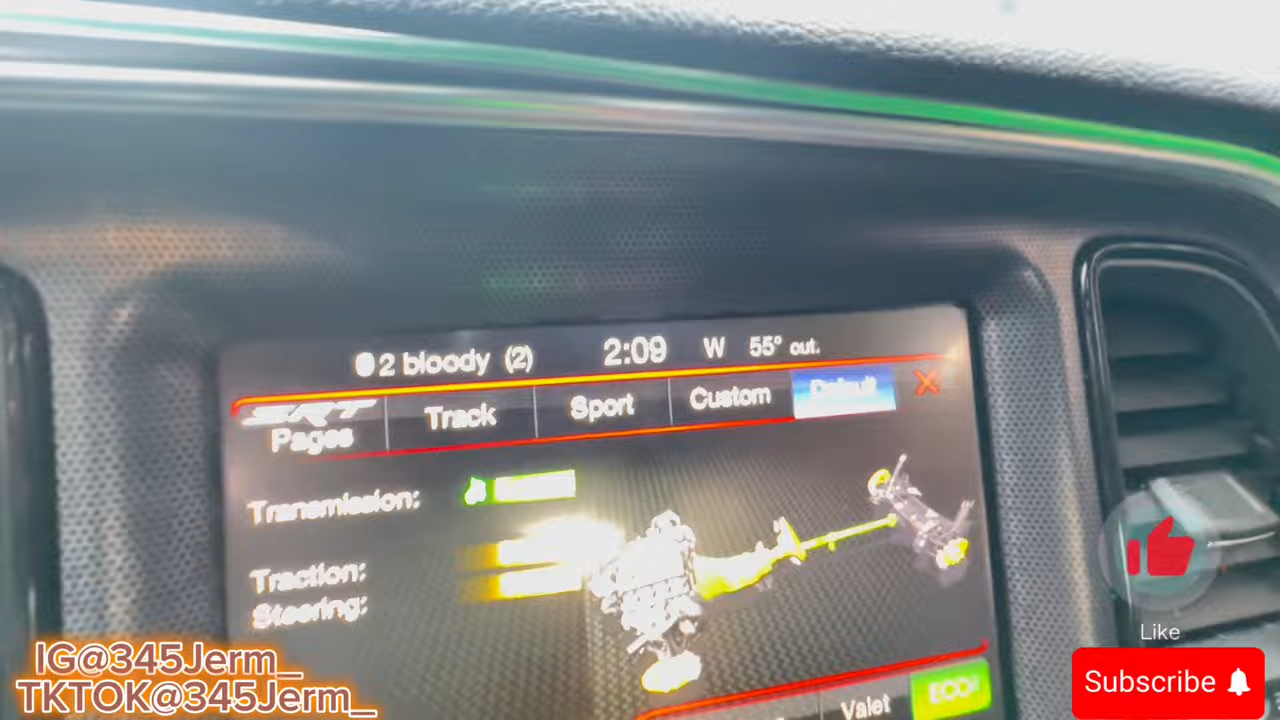 2 bloody (2) 2:09 W 55° out.
SRT Pages Track Sport Custom Default
Transmission:
Traction:
Steering:
Valet ECO
Like
Subscribe
IG@345Jerm_
TKTOK@345Jerm_